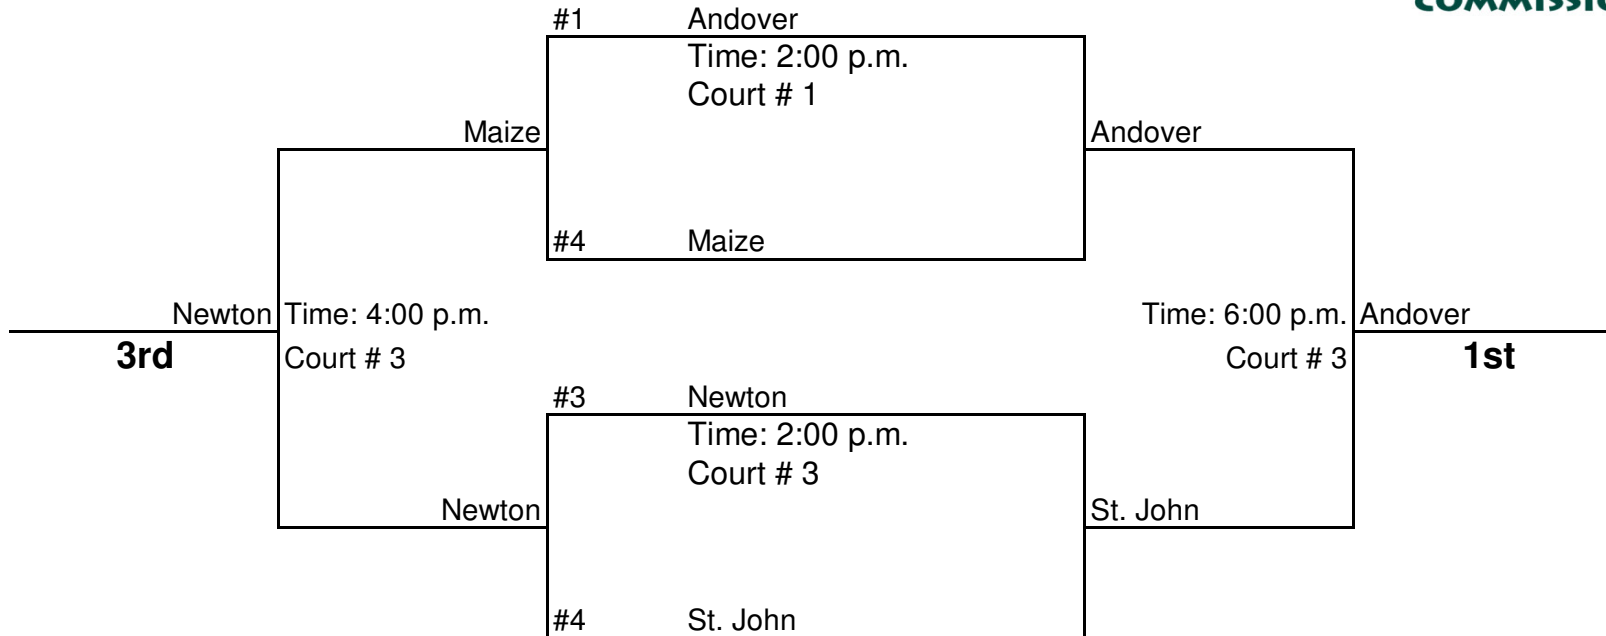 #1 Andover
Time: 2:00 p.m.
Court # 1
Maize
Andover
#4 Maize
Newton
3rd
Time: 4:00 p.m.
Court # 3
Time: 6:00 p.m.
Court # 3
Andover
1st
#3 Newton
Time: 2:00 p.m.
Court # 3
Newton
St. John
#4 St. John